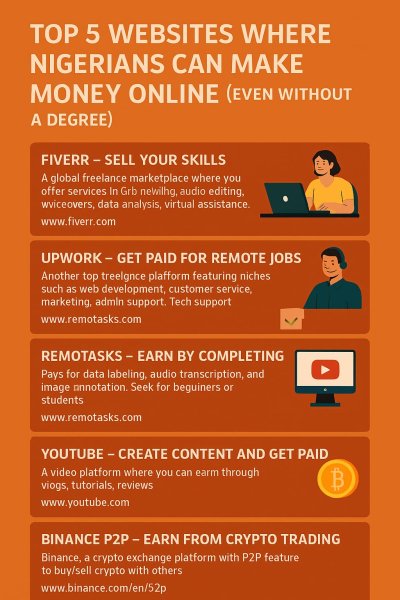 TOP 5 WEBSITES WHERE
NIGERIANS CAN MAKE
MONEY ONLINE (EVEN WITHOUT
A DEGREE)
FIVERR – SELL YOUR SKILLS
A global freelance marketplace where you
offer services In Grb newilhg, audio editing,
wviceovers, data analysis, virtual assistance.
www.fiverr.com
UPWORK – GET PAID FOR REMOTE JOBS
Another top treelgnce plafform featuring niches
such as web development, customer service,
marketing, admln support. Tech support
www.remotasks.com
REMOTASKS – EARN BY COMPLETING
Pays for data labeling, audio transcription, and
image annotation. Seek for beguiners or
students
www.remotasks.com
YOUTUBE – CREATE CONTENT AND GET PAID
A video platform where you can earm through
viogs, tutorials, reviews
www.youtube.com
BINANCE P2P – EARN FROM CRYPTO TRADING
Binance, a crypto exchange platform with P2P feature
to buy/sell crypto with others
www.binance.com/en/52p